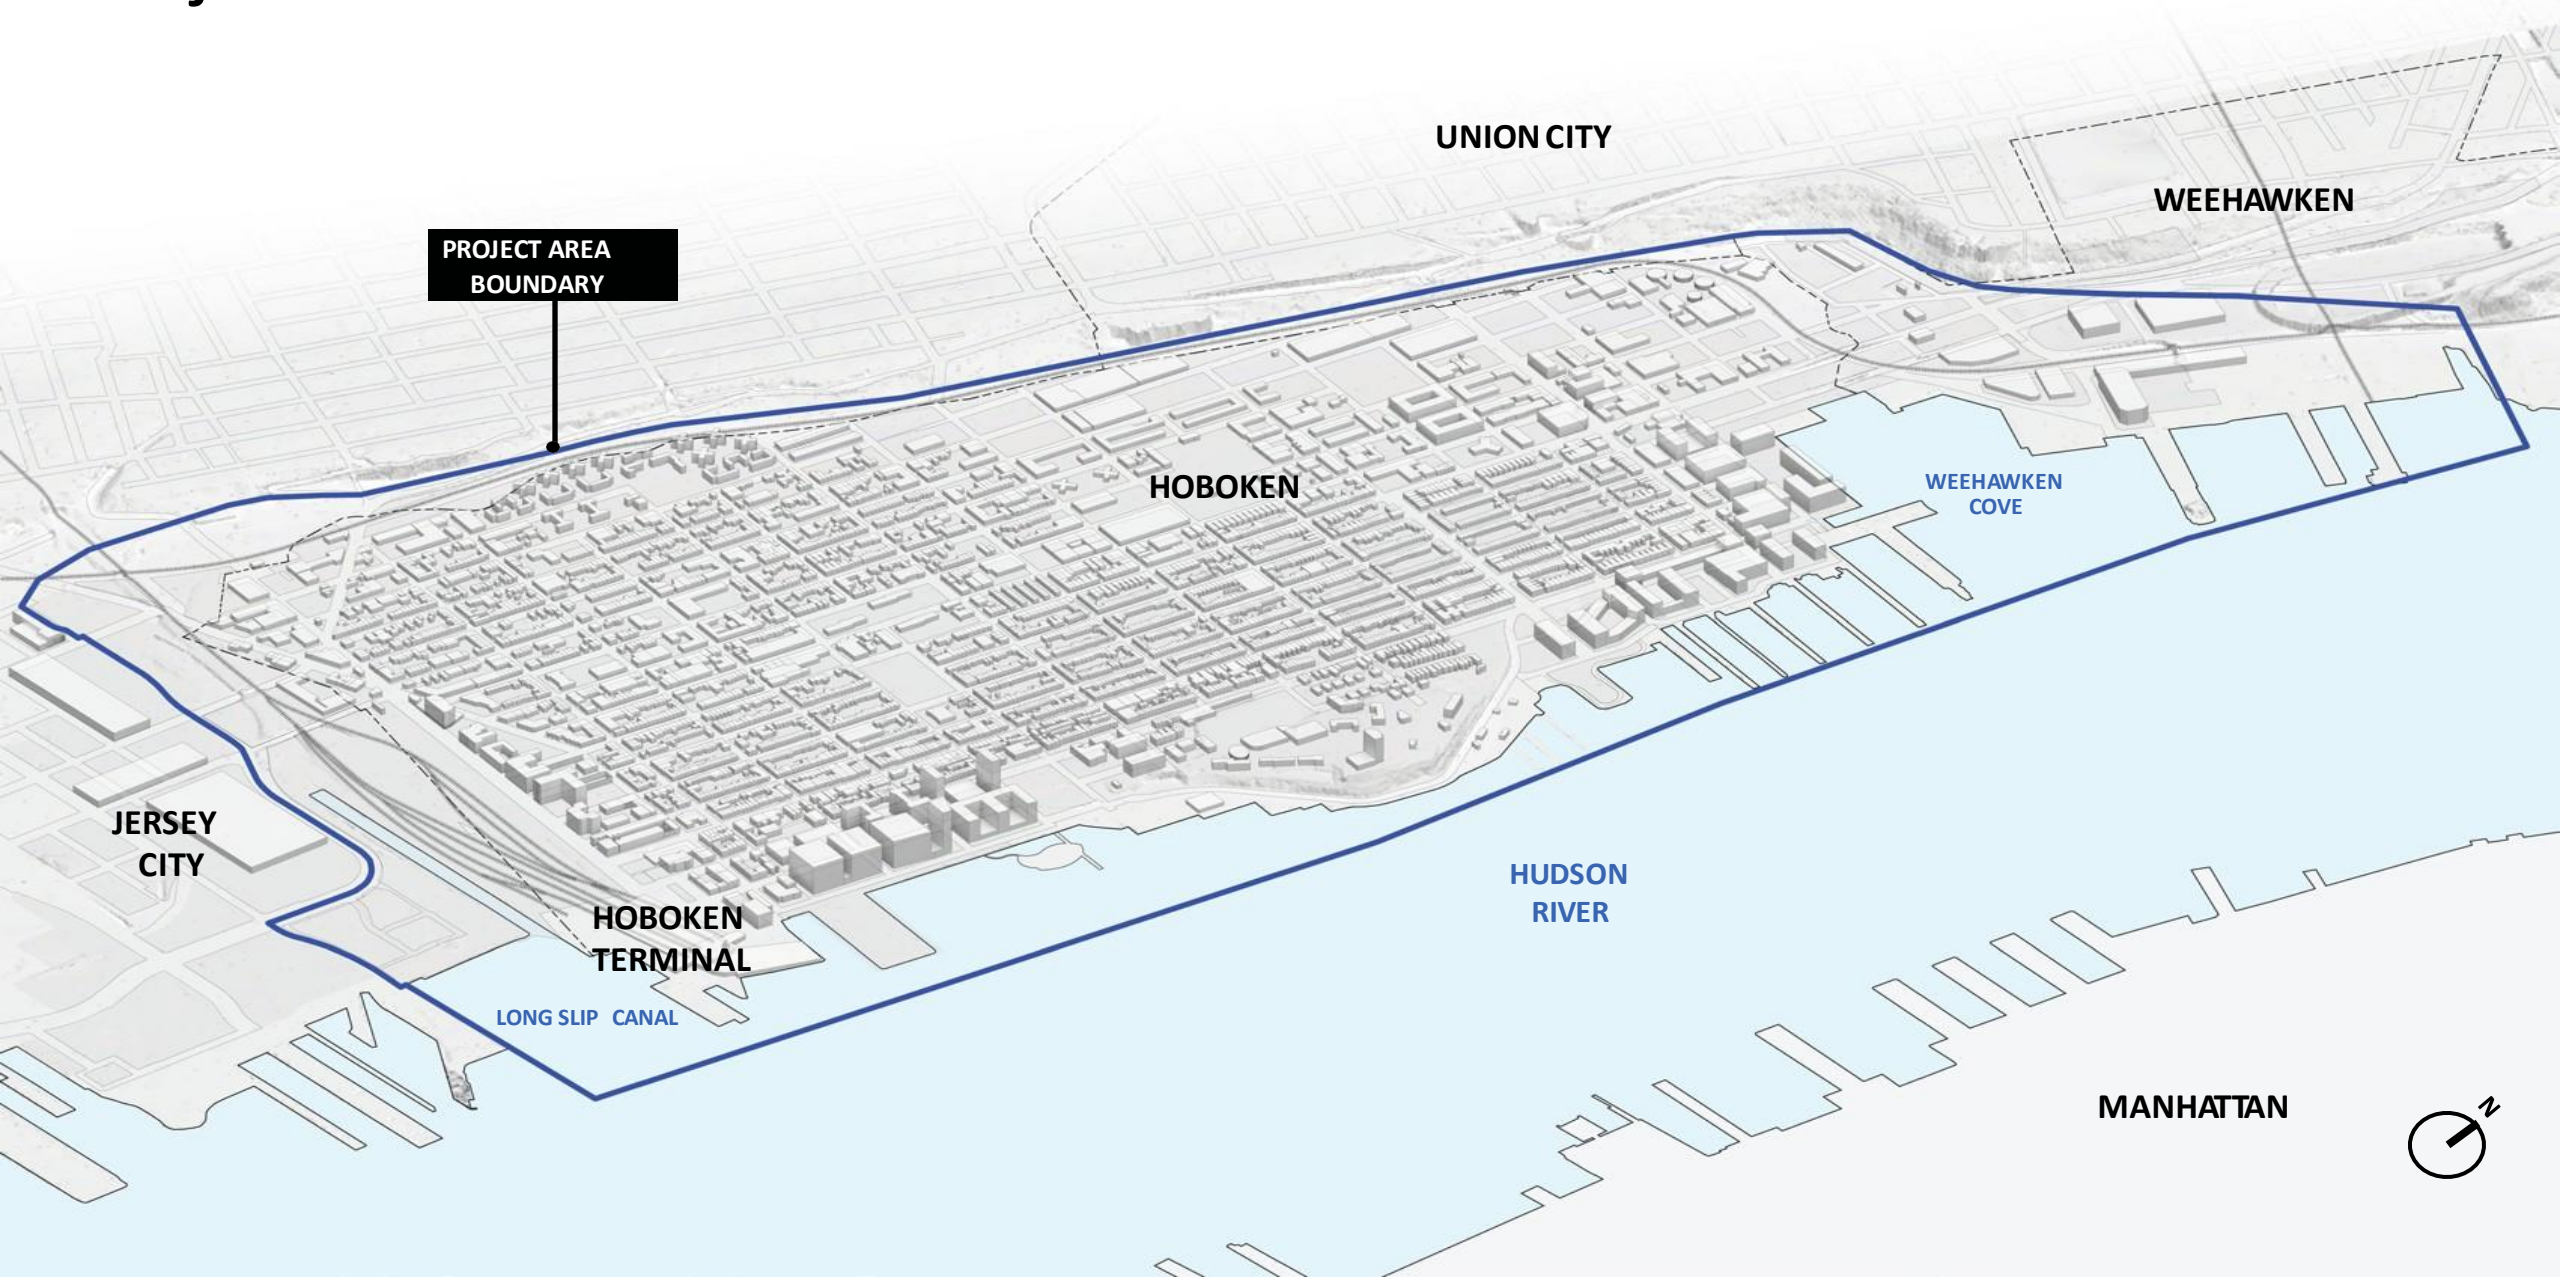 UNION CITY
WEEHAWKEN
PROJECT AREA
BOUNDARY
HOBOKEN
WEEHAWKEN
COVE
JERSEY
CITY
HUDSON
RIVER
HOBOKEN
TERMINAL
LONG SLIP CANAL
MANHATTAN
N